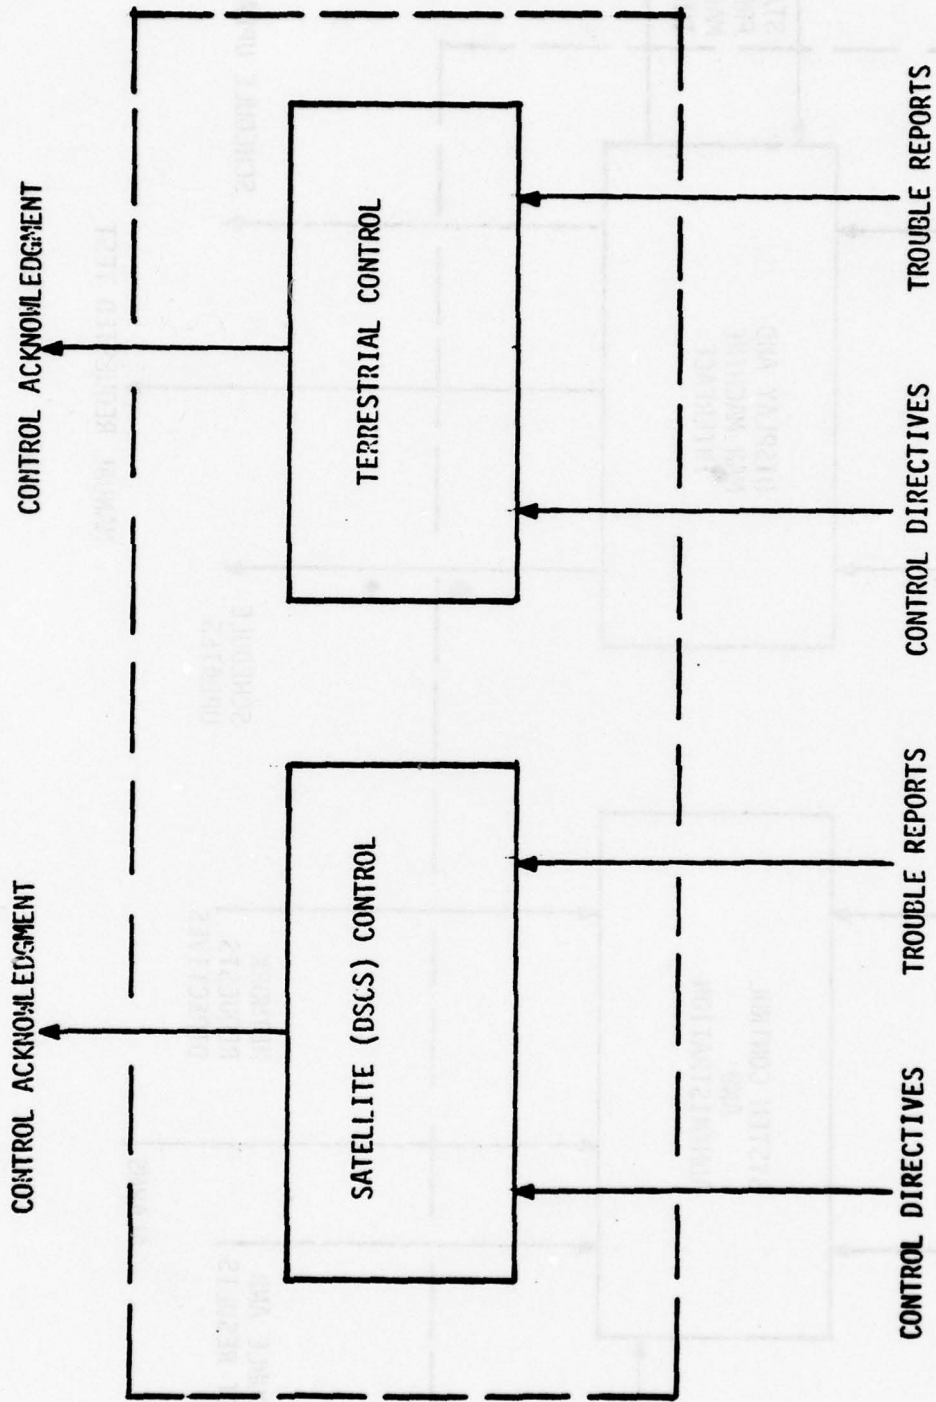 CONTROL ACKNOWLEDGMENT
CONTROL ACKNOWLEDGMENT
SATELLITE (DSCS) CONTROL
TERRESTRIAL CONTROL
CONTROL DIRECTIVES
TROUBLE REPORTS
CONTROL DIRECTIVES
TROUBLE REPORTS